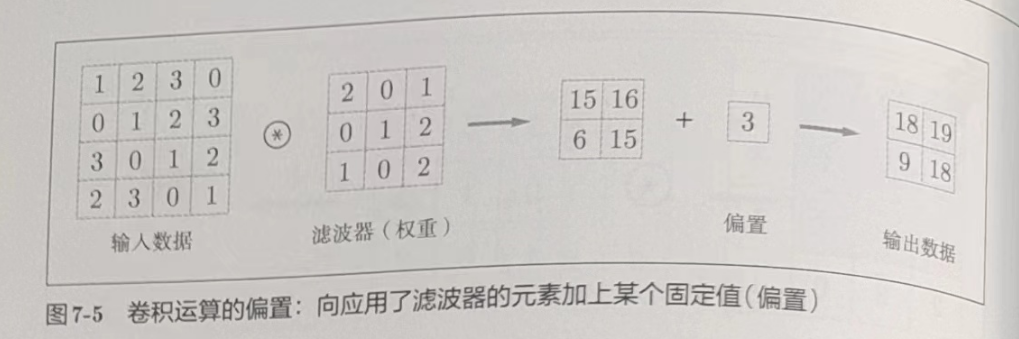 1 2 3 0
0 1 2 3
3 0 1 2
2 3 0 1
输入数据
⊛
2 0 1
0 1 2
1 0 2
滤波器（权重）
15 16
6 15
+
3
偏置
18 19
9 18
输出数据
图7-5 卷积运算的偏置：向应用了滤波器的元素加上某个固定值（偏置）